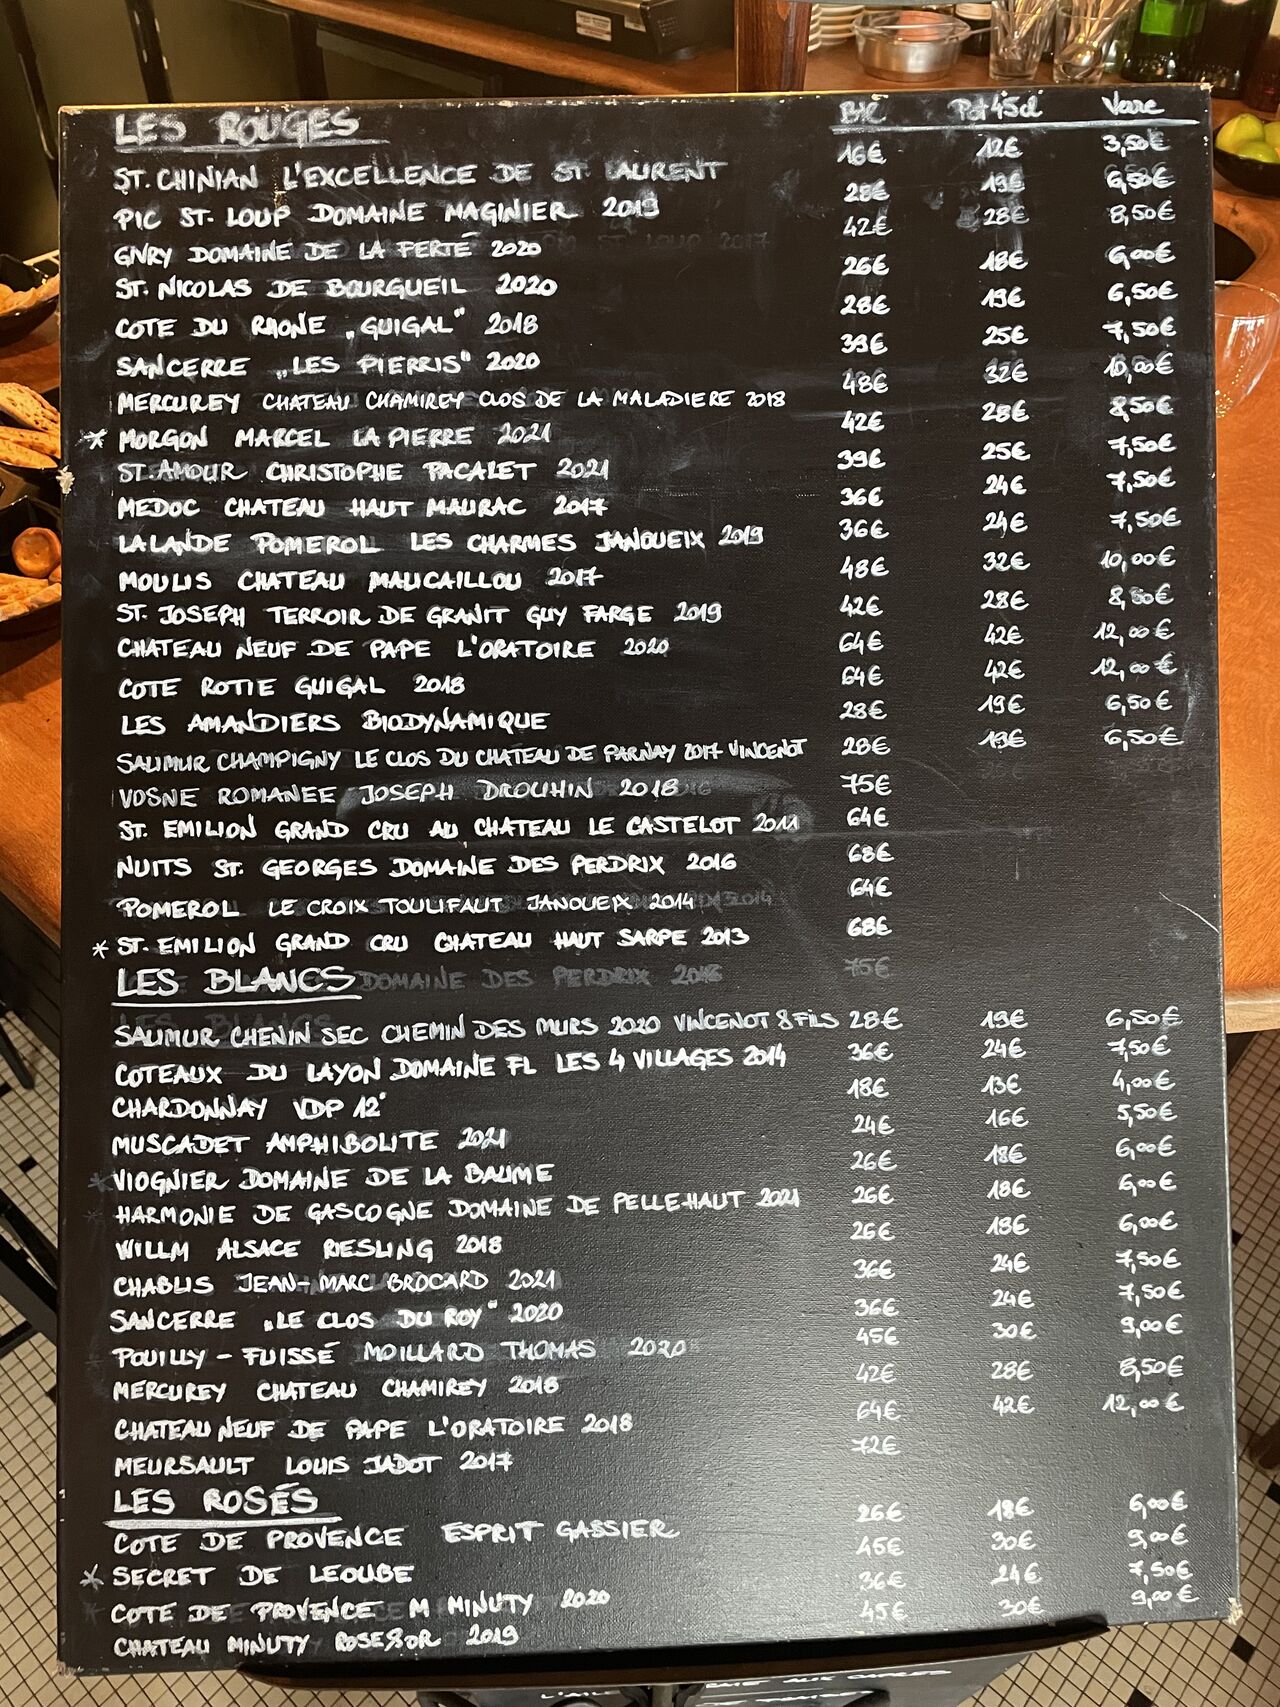 LES ROUGES Btl Pot 45cl Verre
ST. CHINIAN L'EXCELLENCE DE ST LAURENT 16€ 12€ 3,50€
PIC ST. LOUP DOMAINE MAGINIER 2019 28€ 19€ 6,50€
GIVRY DOMAINE DE LA FERTÉ 2020 42€ 28€ 8,50€
ST. NICOLAS DE BOURGUEIL 2020 26€ 18€ 6,00€
COTE DU RHONE „GUIGAL" 2018 28€ 19€ 6,50€
SANCERRE „LES PIERRIS" 2020 39€ 25€ 7,50€
MERCUREY CHATEAU CHAMIREY CLOS DE LA MALADIERE 2018 48€ 32€ 10,00€
* MORGON MARCEL LA PIERRE 2021 42€ 28€ 8,50€
ST. AMOUR CHRISTOPHE PACALET 2021 39€ 25€ 7,50€
MEDOC CHATEAU HAUT MAURAC 2017 36€ 24€ 7,50€
LALANDE POMEROL LES CHARMES JANOUEIX 2019 36€ 24€ 7,50€
MOULIS CHATEAU MAUCAILLOU 2017 48€ 32€ 10,00€
ST. JOSEPH TERROIR DE GRANIT GUY FARGE 2019 42€ 28€ 8,50€
CHATEAU NEUF DE PAPE L'ORATOIRE 2020 64€ 42€ 12,00€
COTE ROTIE GUIGAL 2018 64€ 42€ 12,00€
LES AMANDIERS BIODYNAMIQUE 28€ 19€ 6,50€
SAUMUR CHAMPIGNY LE CLOS DU CHATEAU DE PARNAY 2017 VINCENOT 28€ 19€ 6,50€
VOSNE ROMANEE JOSEPH DROUHIN 2018 75€
ST. EMILION GRAND CRU AU CHATEAU LE CASTELOT 2011 64€
NUITS ST. GEORGES DOMAINE DES PERDRIX 2016 68€
POMEROL LE CROIX TOULIFAUT JANOUEIX 2014 64€
* ST. EMILION GRAND CRU CHATEAU HAUT SARPE 2013 68€
LES BLANCS DOMAINE DES PERDRIX 2016 75€
SAUMUR CHENIN SEC CHEMIN DES MURS 2020 VINCENOT & FILS 28€ 19€ 6,50€
COTEAUX DU LAYON DOMAINE FL LES 4 VILLAGES 2014 36€ 24€ 7,50€
CHARDONNAY VDP 12° 18€ 13€ 4,00€
MUSCADET AMPHIBOLITE 2021 24€ 16€ 5,50€
* VIOGNIER DOMAINE DE LA BAUME 26€ 18€ 6,00€
HARMONIE DE GASCOGNE DOMAINE DE PELLEHAUT 2021 26€ 18€ 6,00€
WILLM ALSACE RIESLING 2018 26€ 18€ 6,00€
CHABLIS JEAN-MARC BROCARD 2021 36€ 24€ 7,50€
SANCERRE „LE CLOS DU ROY" 2020 36€ 24€ 7,50€
POUILLY-FUISSÉ MOILLARD THOMAS 2020 45€ 30€ 9,00€
MERCUREY CHATEAU CHAMIREY 2018 42€ 28€ 8,50€
CHATEAU NEUF DE PAPE L'ORATOIRE 2018 64€ 42€ 12,00€
MEURSAULT LOUIS JADOT 2017 72€
LES ROSÉS
COTE DE PROVENCE ESPRIT GASSIER 26€ 18€ 6,00€
* SECRET DE LEOUBE 45€ 30€ 9,00€
COTE DE PROVENCE M MINUTY 2020 36€ 24€ 7,50€
CHATEAU MINUTY ROSE&OR 2019 45€ 30€ 9,00€